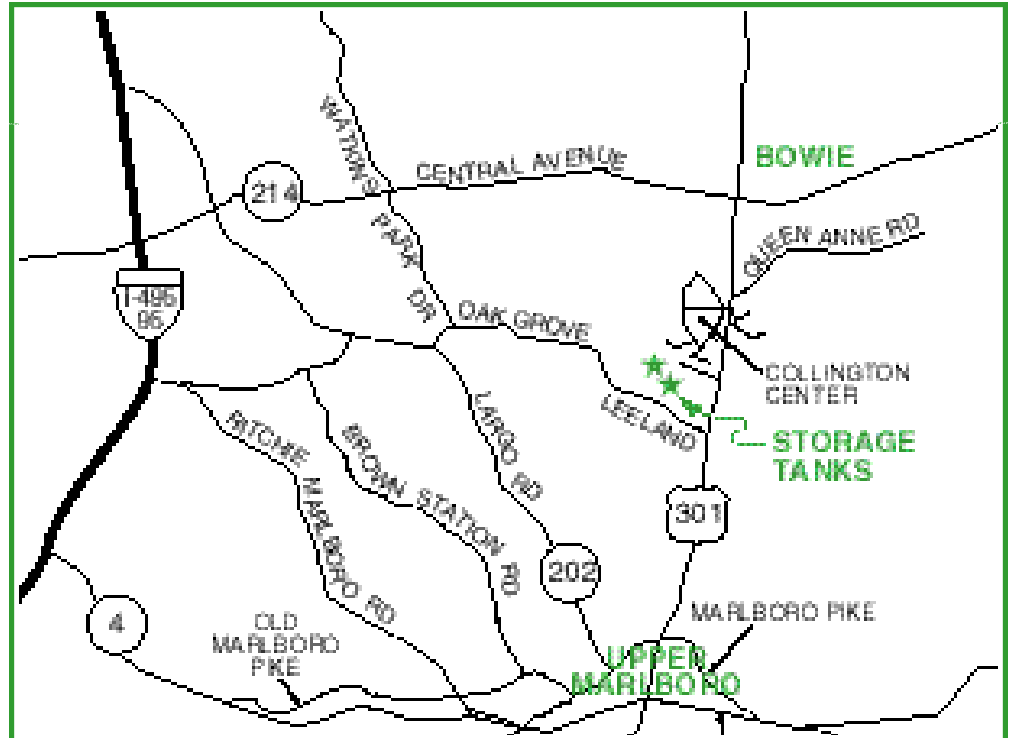 WATKINS PARK DR
CENTRAL AVENUE
BOWIE
214
QUEEN ANNE RD
I-495
95
OAK GROVE
COLLINGTON
CENTER
LEELAND
STORAGE
TANKS
RITCHIE MARLBORO RD
BROWN STATION RD
LARGO RD
301
202
4
OLD
MARLBORO
PIKE
MARLBORO PIKE
UPPER
MARLBORO